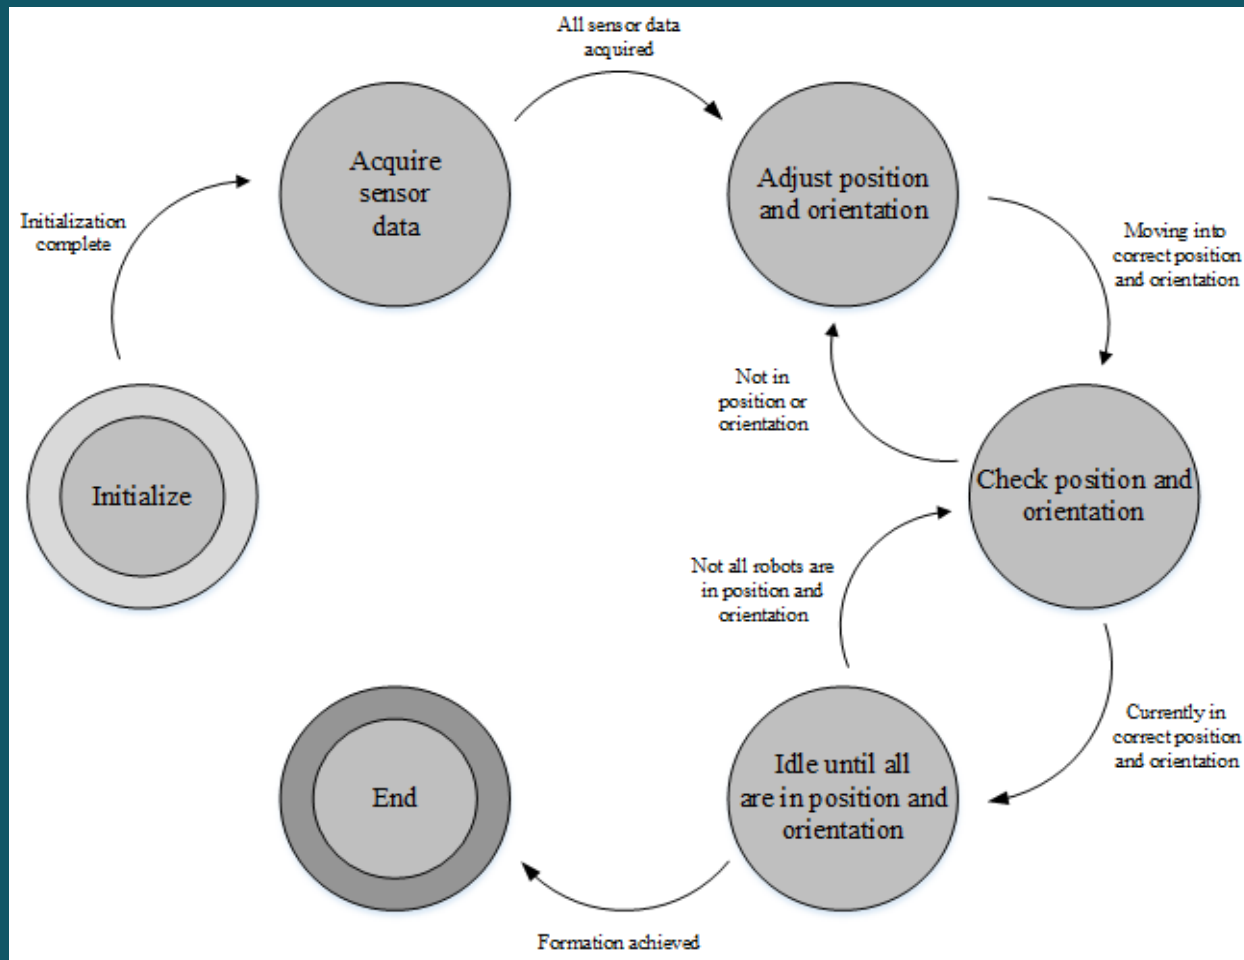 All sensor data
acquired
Acquire
sensor
data
Adjust position
and orientation
Initialization
complete
Moving into
correct position
and orientation
Not in
position or
orientation
Initialize
Check position and
orientation
Not all robots are
in position and
orientation
Currently in
correct position
and orientation
Idle until all
are in position and
orientation
End
Formation achieved